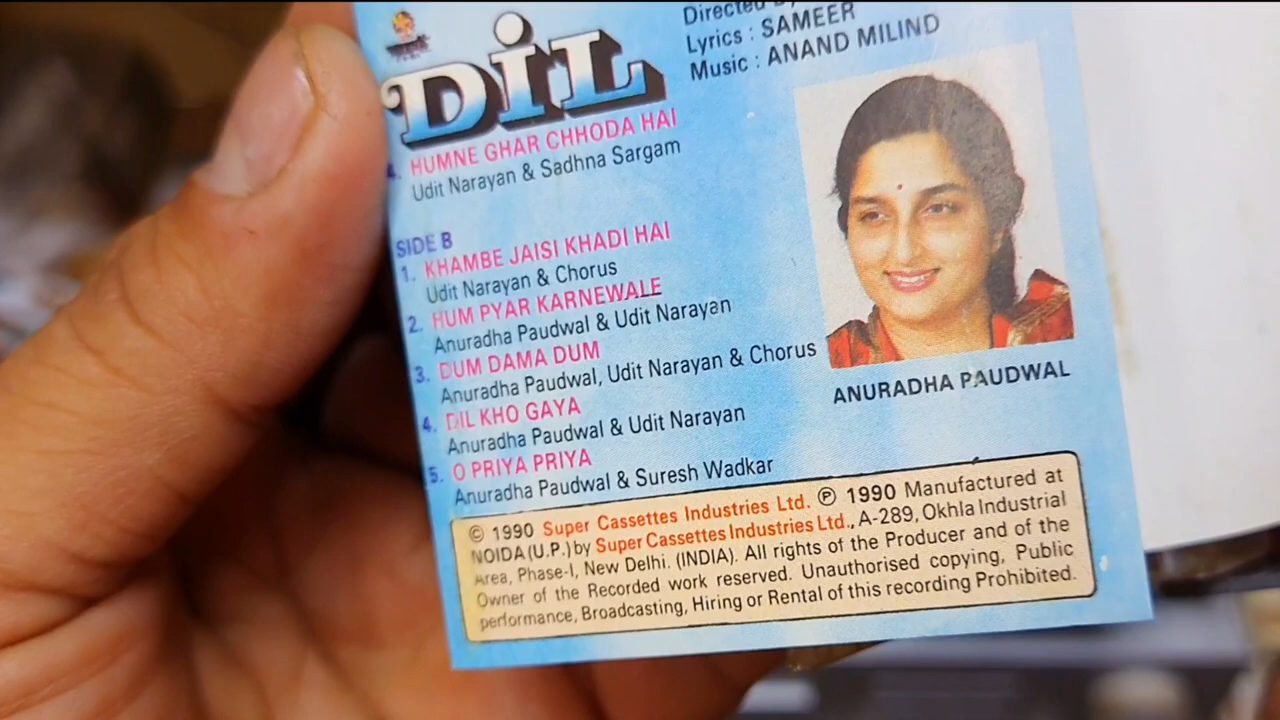 DiL
Directed
Lyrics : SAMEER
Music : ANAND MILIND
4. HUMNE GHAR CHHODA HAI
Udit Narayan & Sadhna Sargam
SIDE B
1. KHAMBE JAISI KHADI HAI
Udit Narayan & Chorus
2. HUM PYAR KARNEWALE
Anuradha Paudwal & Udit Narayan
3. DUM DAMA DUM
Anuradha Paudwal, Udit Narayan & Chorus
4. DIL KHO GAYA
Anuradha Paudwal & Udit Narayan
5. O PRIYA PRIYA
Anuradha Paudwal & Suresh Wadkar
ANURADHA PAUDWAL
© 1990 Super Cassettes Industries Ltd. ℗ 1990 Manufactured at
NOIDA (U.P.) by Super Cassettes Industries Ltd., A-289, Okhla Industrial
Area, Phase-I, New Delhi. (INDIA). All rights of the Producer and of the
Owner of the Recorded work reserved. Unauthorised copying, Public
performance, Broadcasting, Hiring or Rental of this recording Prohibited.